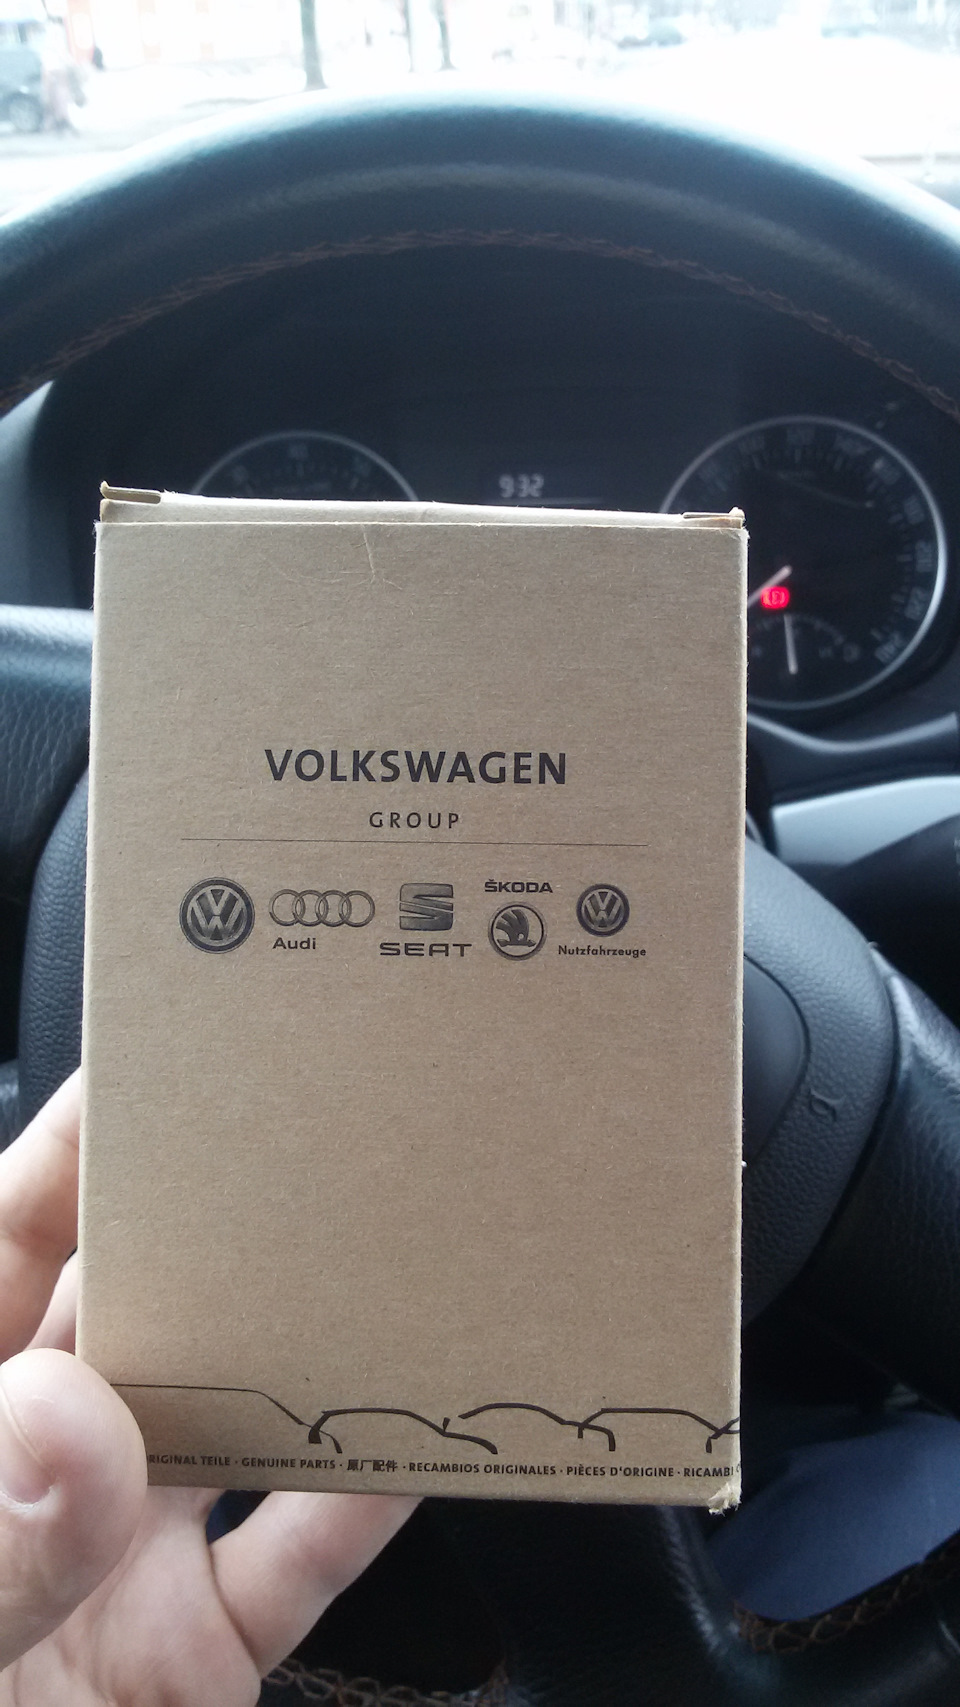 932
VOLKSWAGEN
GROUP
ŠKODA
Audi
SEAT
Nutzfahrzeuge
RIGINAL TEILE · GENUINE PARTS · 原厂配件 · RECAMBIOS ORIGINALES · PIÈCES D'ORIGINE · RICAMBI